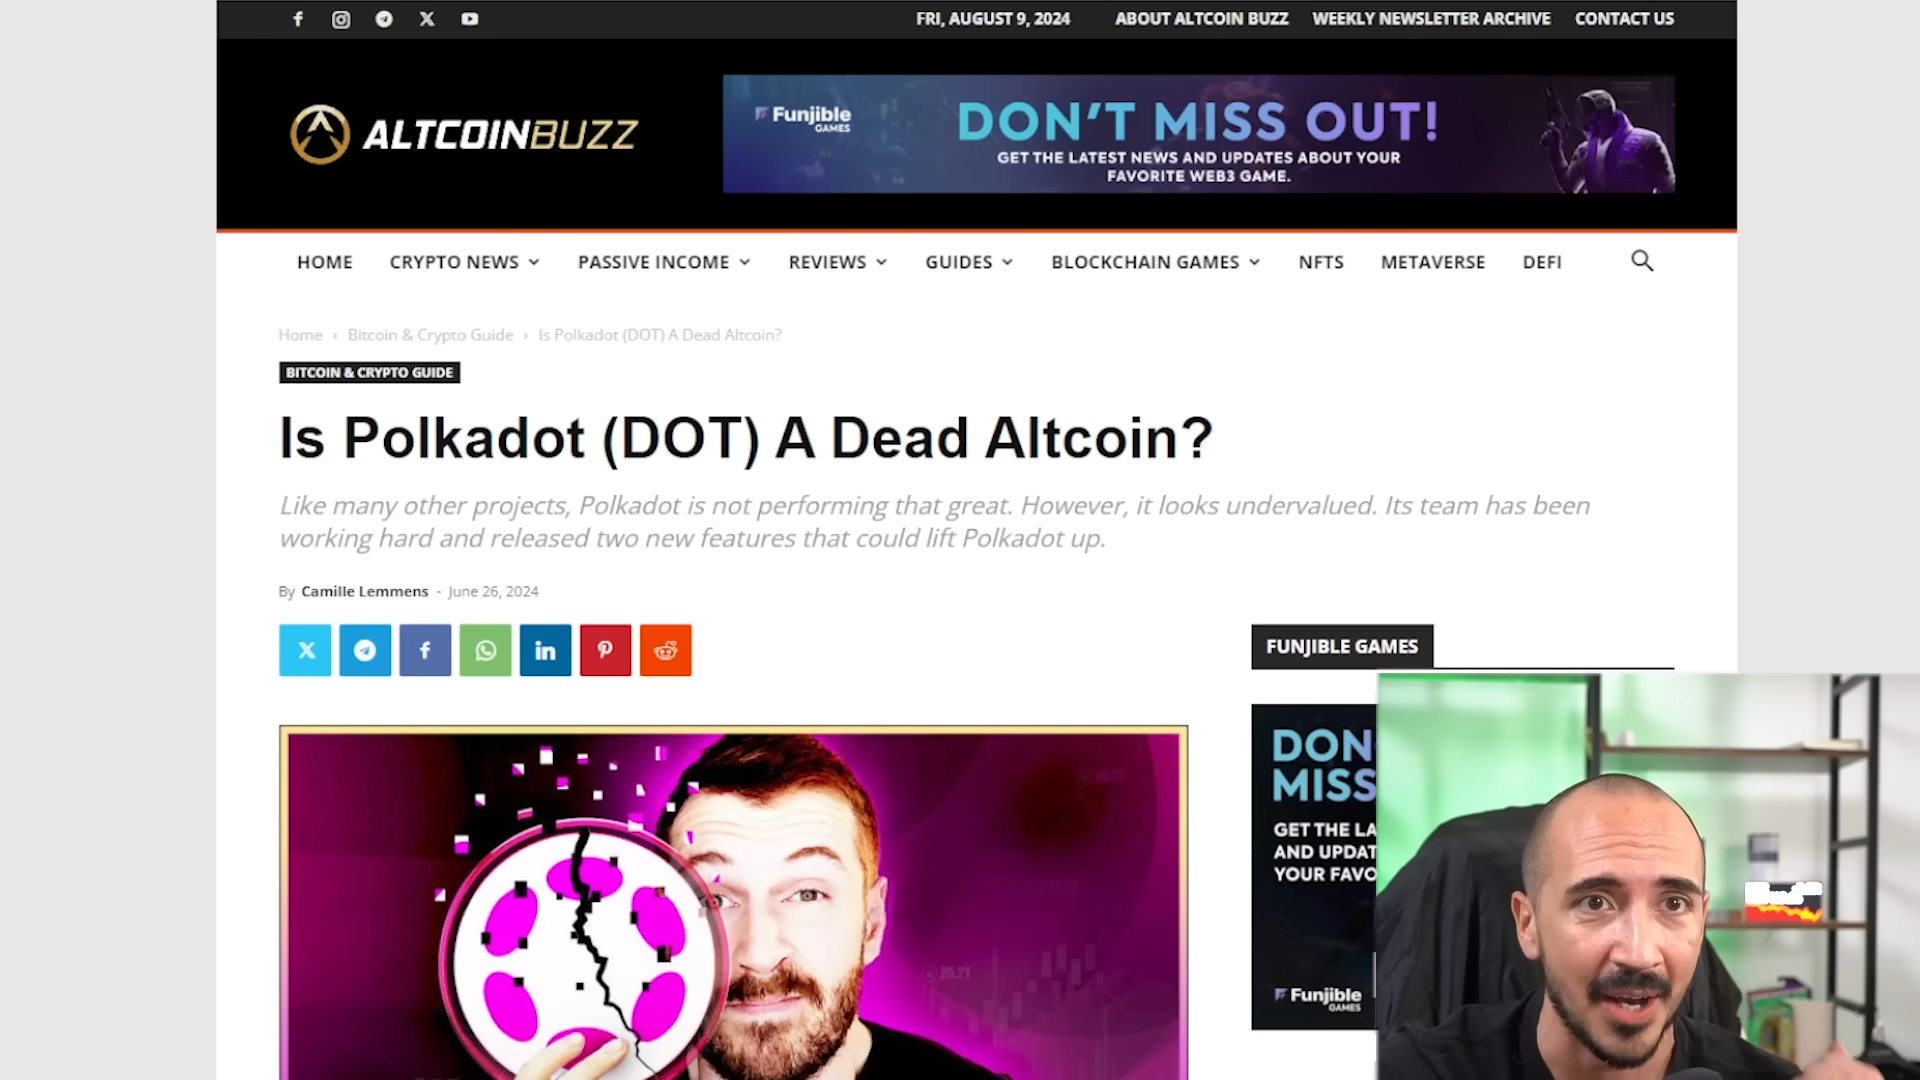 FRI, AUGUST 9, 2024 ABOUT ALTCOIN BUZZ WEEKLY NEWSLETTER ARCHIVE CONTACT US
ALTCOINBUZZ
Funjible
GAMES
DON'T MISS OUT!
GET THE LATEST NEWS AND UPDATES ABOUT YOUR
FAVORITE WEB3 GAME.
HOME CRYPTO NEWS PASSIVE INCOME REVIEWS GUIDES BLOCKCHAIN GAMES NFTS METAVERSE DEFI
Home › Bitcoin & Crypto Guide › Is Polkadot (DOT) A Dead Altcoin?
BITCOIN & CRYPTO GUIDE
Is Polkadot (DOT) A Dead Altcoin?
Like many other projects, Polkadot is not performing that great. However, it looks undervalued. Its team has been
working hard and released two new features that could lift Polkadot up.
By Camille Lemmens - June 26, 2024
FUNJIBLE GAMES
DON
MISS
GET THE LA
AND UPDAT
YOUR FAVO
Funjible
GAMES
25.21